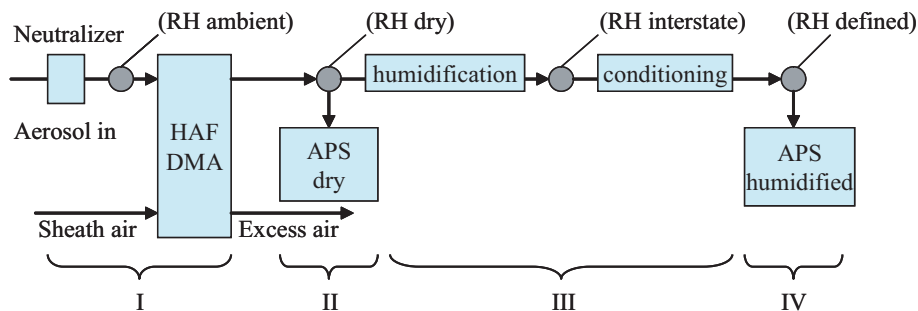 (RH ambient)
(RH dry)
(RH interstate)
(RH defined)
Neutralizer
humidification
conditioning
Aerosol in
HAF
DMA
APS
dry
APS
humidified
Sheath air
Excess air
I
II
III
IV